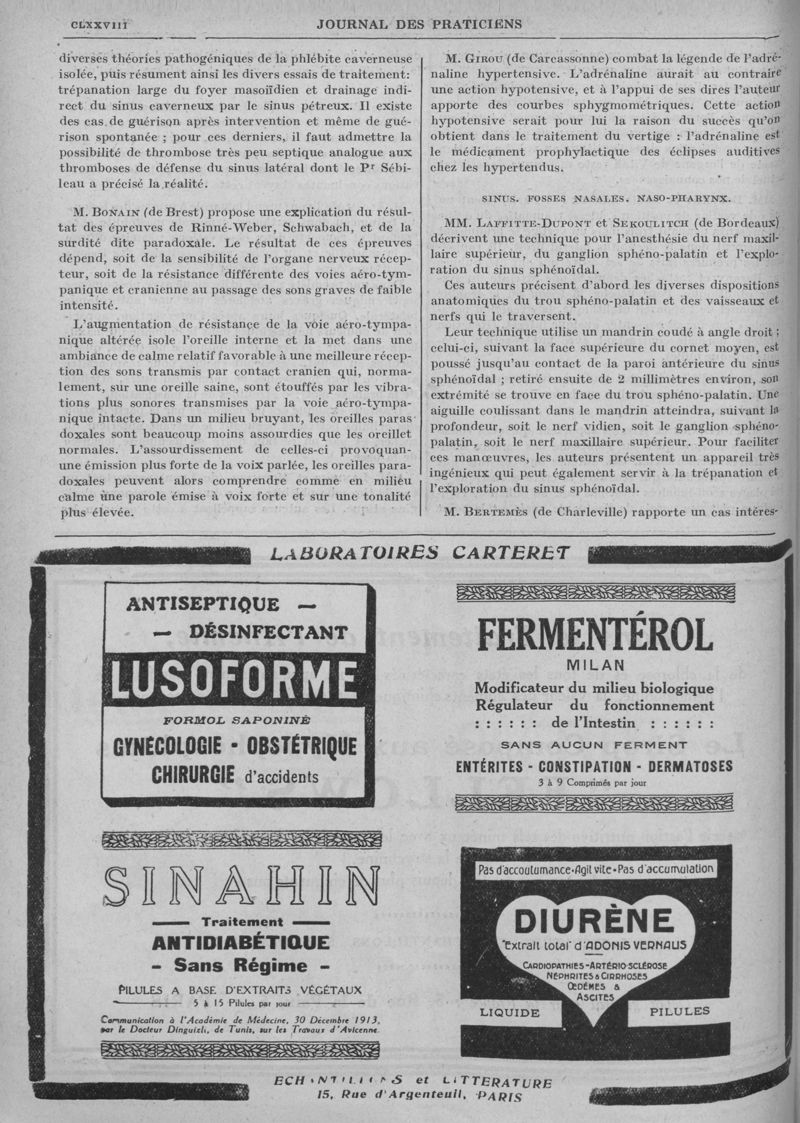 CLXXVIII
JOURNAL DES PRATICIENS
diverses théories pathogéniques de la phlébite caverneuse
isolée, puis résument ainsi les divers essais de traitement:
trépanation large du foyer masoïdien et drainage indi-
rect du sinus caverneux par le sinus pétreux. Il existe
des cas de guérison après intervention et même de gué-
rison spontanée ; pour ces derniers, il faut admettre la
possibilité de thrombose très peu septique analogue aux
thromboses de défense du sinus latéral dont le Pr Sébi-
leau a précisé la réalité.
M. BONAIN (de Brest) propose une explication du résul-
tat des épreuves de Rinné-Weber, Schwabach, et de la
surdité dite paradoxale. Le résultat de ces épreuves
dépend, soit de la sensibilité de l'organe nerveux récep-
teur, soit de la résistance différente des voies aéro-tym-
panique et cranienne au passage des sons graves de faible
intensité.
L'augmentation de résistance de la voie aéro-tympa-
nique altérée isole l'oreille interne et la met dans une
ambiance de calme relatif favorable à une meilleure récep-
tion des sons transmis par contact cranien qui, norma-
lement, sur une oreille saine, sont étouffés par les vibra-
tions plus sonores transmises par la voie aéro-tympa-
nique intacte. Dans un milieu bruyant, les oreilles paras
doxales sont beaucoup moins assourdies que les oreillet
normales. L'assourdissement de celles-ci provoquan-
une émission plus forte de la voix parlée, les oreilles para-
doxales peuvent alors comprendre comme en milieu
calme une parole émise à voix forte et sur une tonalité
plus élevée.
M. GIROU (de Carcassonne) combat la légende de l'adré-
naline hypertensive. L'adrénaline aurait au contraire
une action hypotensive, et à l'appui de ses dires l'auteur
apporte des courbes sphygmométriques. Cette action
hypotensive serait pour lui la raison du succès qu'on
obtient dans le traitement du vertige : l'adrénaline est
le médicament prophylactique des éclipses auditives
chez les hypertendus.
SINUS. FOSSES NASALES. NASO-PHARYNX.
MM. LAFFITTE-DUPONT et SEKOULITCH (de Bordeaux)
décrivent une technique pour l'anesthésie du nerf maxil-
laire supérieur, du ganglion sphéno-palatin et l'explo-
ration du sinus sphénoïdal.
Ces auteurs précisent d'abord les diverses dispositions
anatomiques du trou sphéno-palatin et des vaisseaux et
nerfs qui le traversent.
Leur technique utilise un mandrin coudé à angle droit ;
celui-ci, suivant la face supérieure du cornet moyen, est
poussé jusqu'au contact de la paroi antérieure du sinus
sphénoïdal ; retiré ensuite de 2 millimètres environ, son
extrémité se trouve en face du trou sphéno-palatin. Une
aiguille coulissant dans le mandrin atteindra, suivant la
profondeur, soit le nerf vidien, soit le ganglion sphéno-
palatin, soit le nerf maxillaire supérieur. Pour faciliter
ces manœuvres, les auteurs présentent un appareil très
ingénieux qui peut également servir à la trépanation et
l'exploration du sinus sphénoïdal.
M. BERTEMÈS (de Charleville) rapporte un cas intéres-
LABORATOIRES CARTERET
ANTISEPTIQUE —
— DÉSINFECTANT
LUSOFORME
FORMOL SAPONINÉ
GYNÉCOLOGIE - OBSTÉTRIQUE
CHIRURGIE d'accidents
FERMENTÉROL
MILAN
Modificateur du milieu biologique
Régulateur du fonctionnement
: : : : : : de l'Intestin : : : : : :
SANS AUCUN FERMENT
ENTÉRITES - CONSTIPATION - DERMATOSES
3 à 9 Comprimés par jour
SINAHIN
— Traitement —
ANTIDIABÉTIQUE
- Sans Régime -
PILULES A BASE D'EXTRAITS VÉGÉTAUX
5 à 15 Pilules par jour
Communication à l'Académie de Médecine, 30 Décembre 1913,
par le Docteur Dinguizli, de Tunis, sur les Travaux d'Avicenne.
Pas d'accoutumance•Agit vite•Pas d'accumulation
DIURÈNE
"Extrait total" d'ADONIS VERNALIS
CARDIOPATHIES-ARTÉRIO-SCLÉROSE
NÉPHRITES & CIRRHOSES
ŒDÈMES &
ASCITES
LIQUIDE
PILULES
ECHANTILLONS et LITTERATURE
15, Rue d'Argenteuil, PARIS